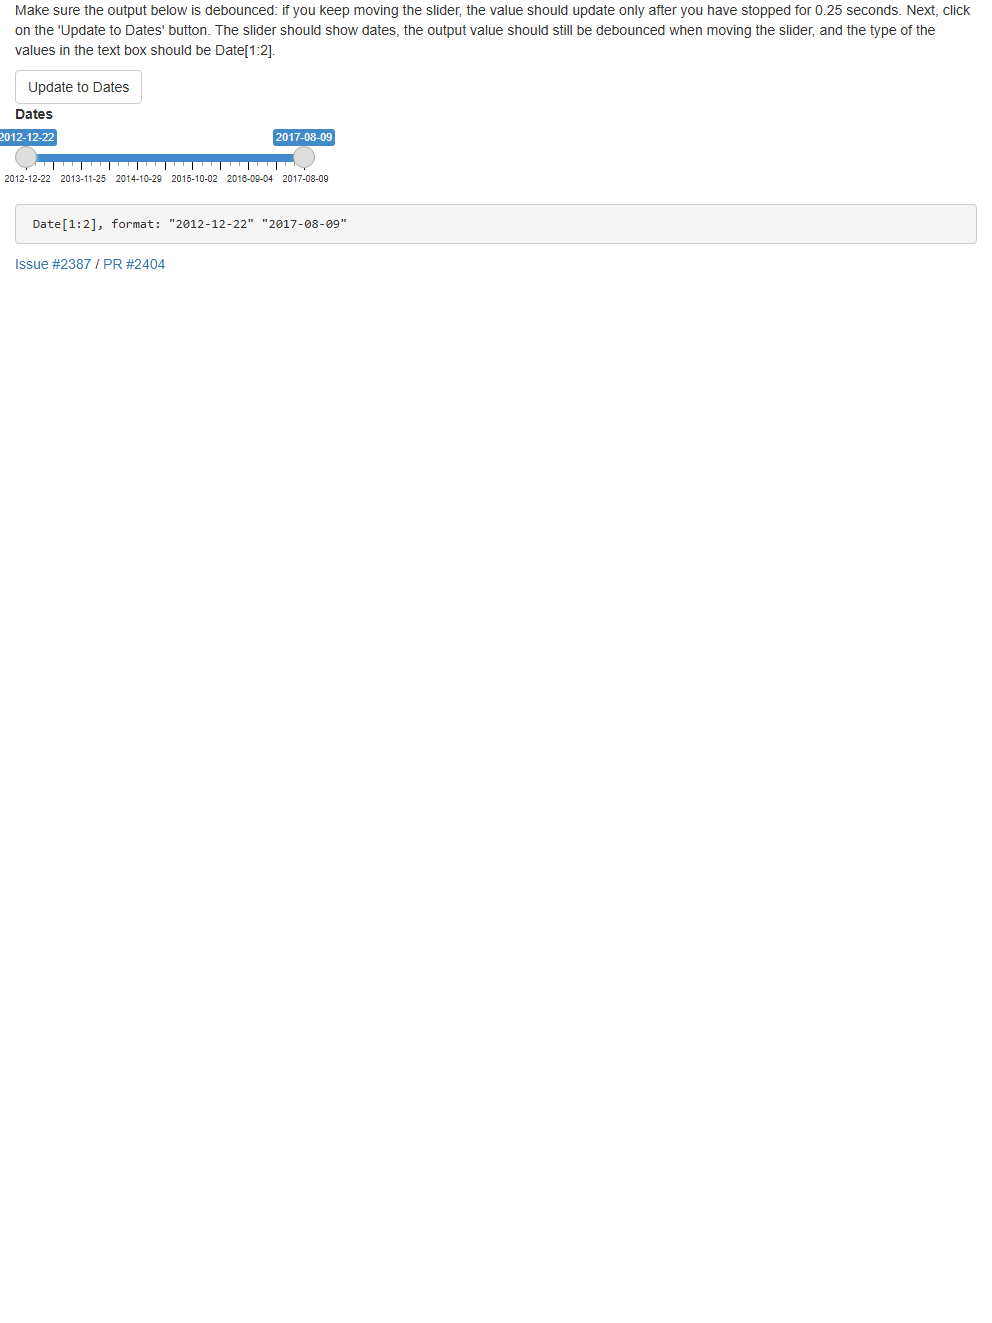 Make sure the output below is debounced: if you keep moving the slider, the value should update only after you have stopped for 0.25 seconds. Next, click
on the 'Update to Dates' button. The slider should show dates, the output value should still be debounced when moving the slider, and the type of the
values in the text box should be Date[1:2].
Update to Dates
Dates
2012-12-22 2017-08-09
2012-12-22 2013-11-25 2014-10-29 2015-10-02 2016-09-04 2017-08-09
Date[1:2], format: "2012-12-22" "2017-08-09"
Issue #2387 / PR #2404